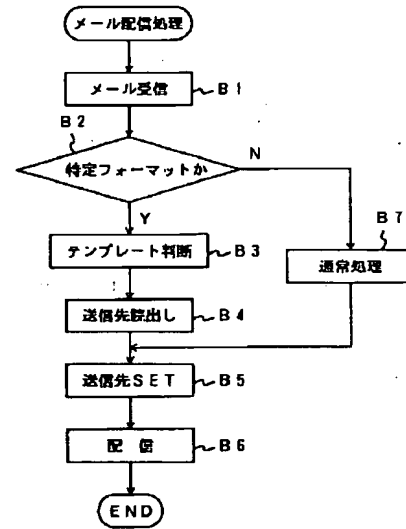 メール配信処理
メール受信 B1
B2
特定フォーマットか
N
Y
B7
テンプレート判断 B3
通常処理
送信先読出し B4
送信先SET B5
配 信 B6
END